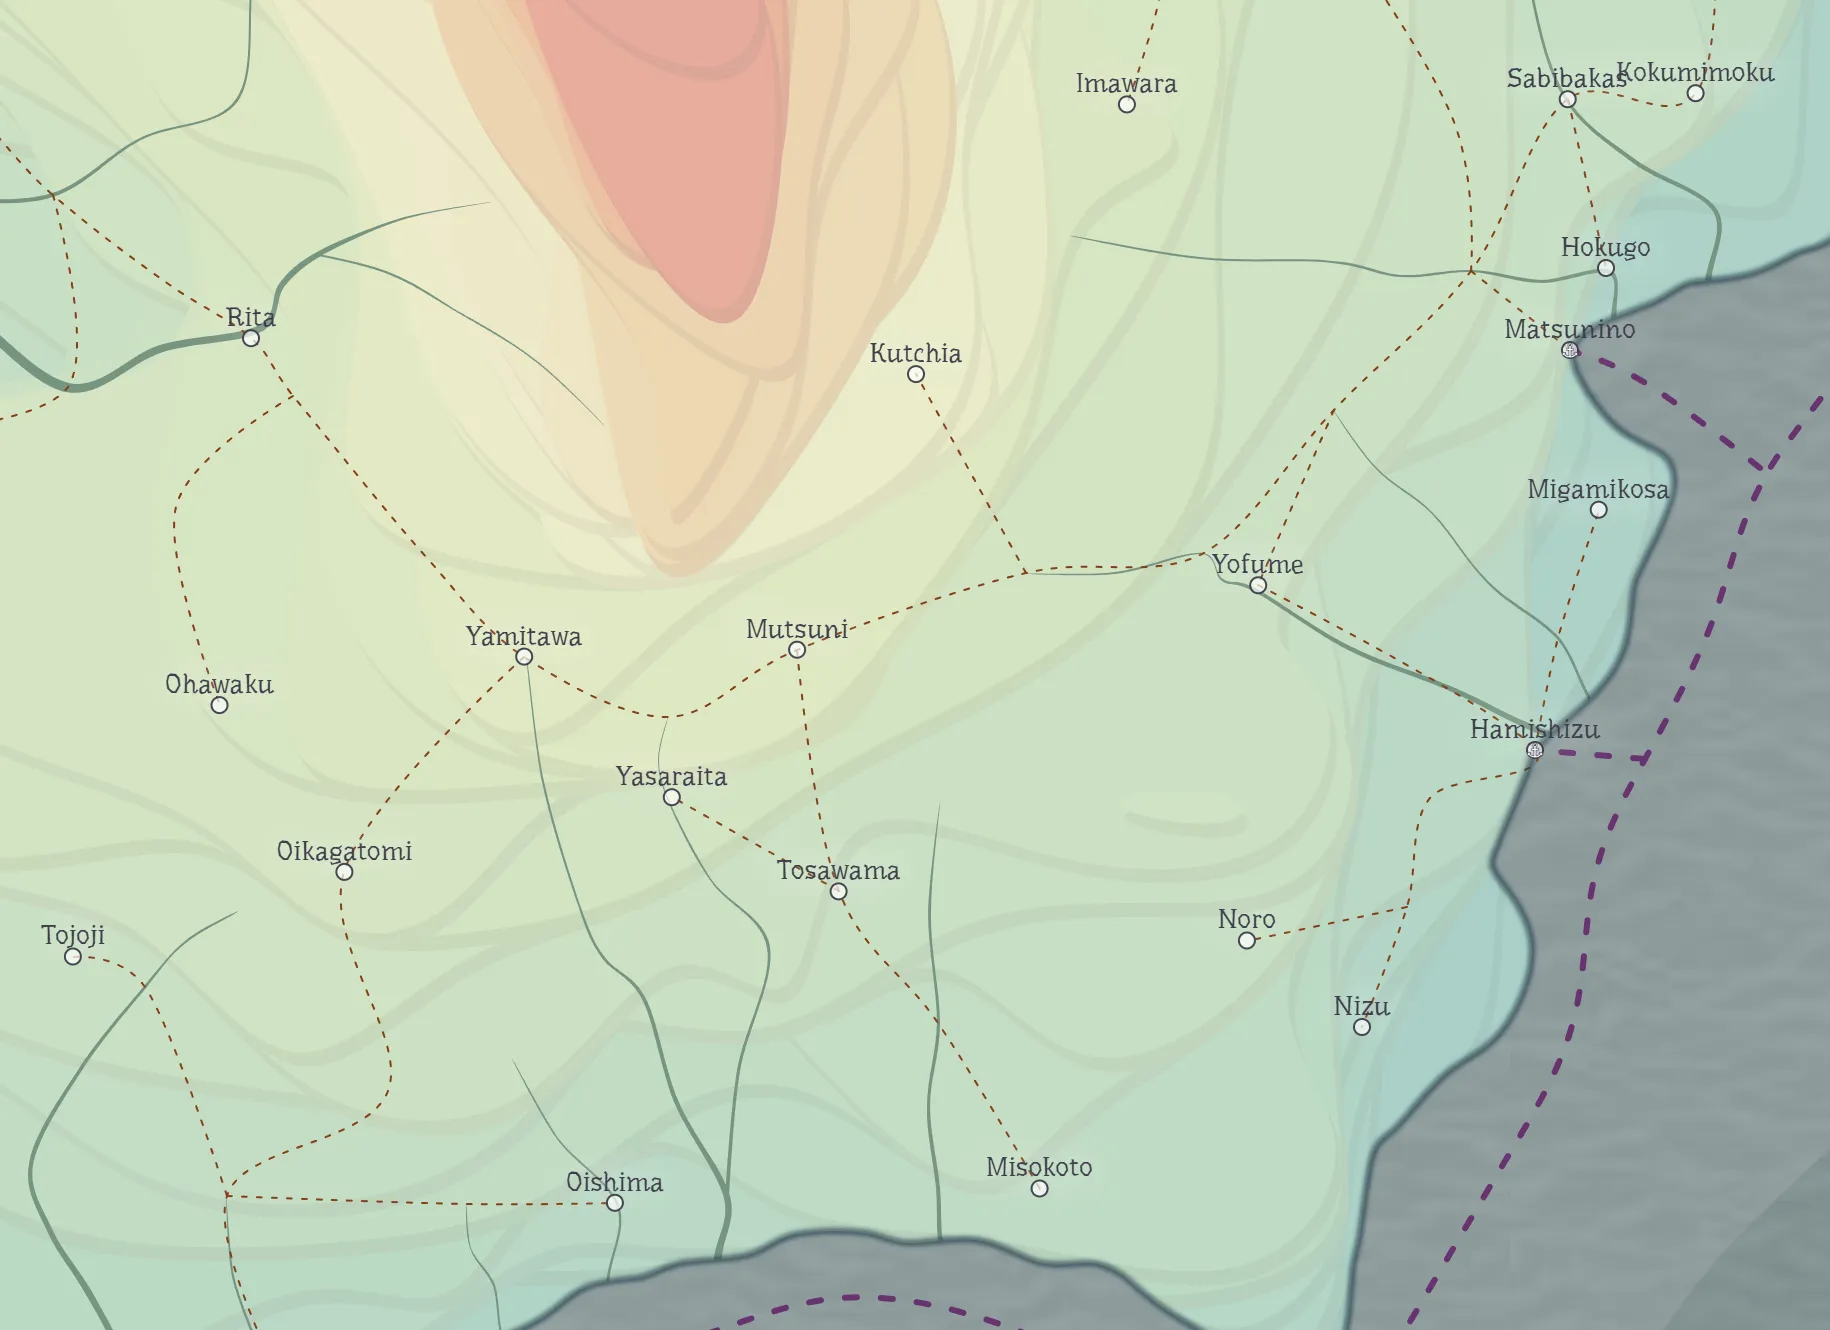 Imawara
Sabibakas
Kokumimoku
Hokugo
Rita
Matsunino
Kutchia
Migamikosa
Yofume
Yamitawa
Mutsuni
Ohawaku
Hamishizu
Yasaraita
Oikagatomi
Tosawama
Noro
Tojoji
Nizu
Misokoto
Oishima